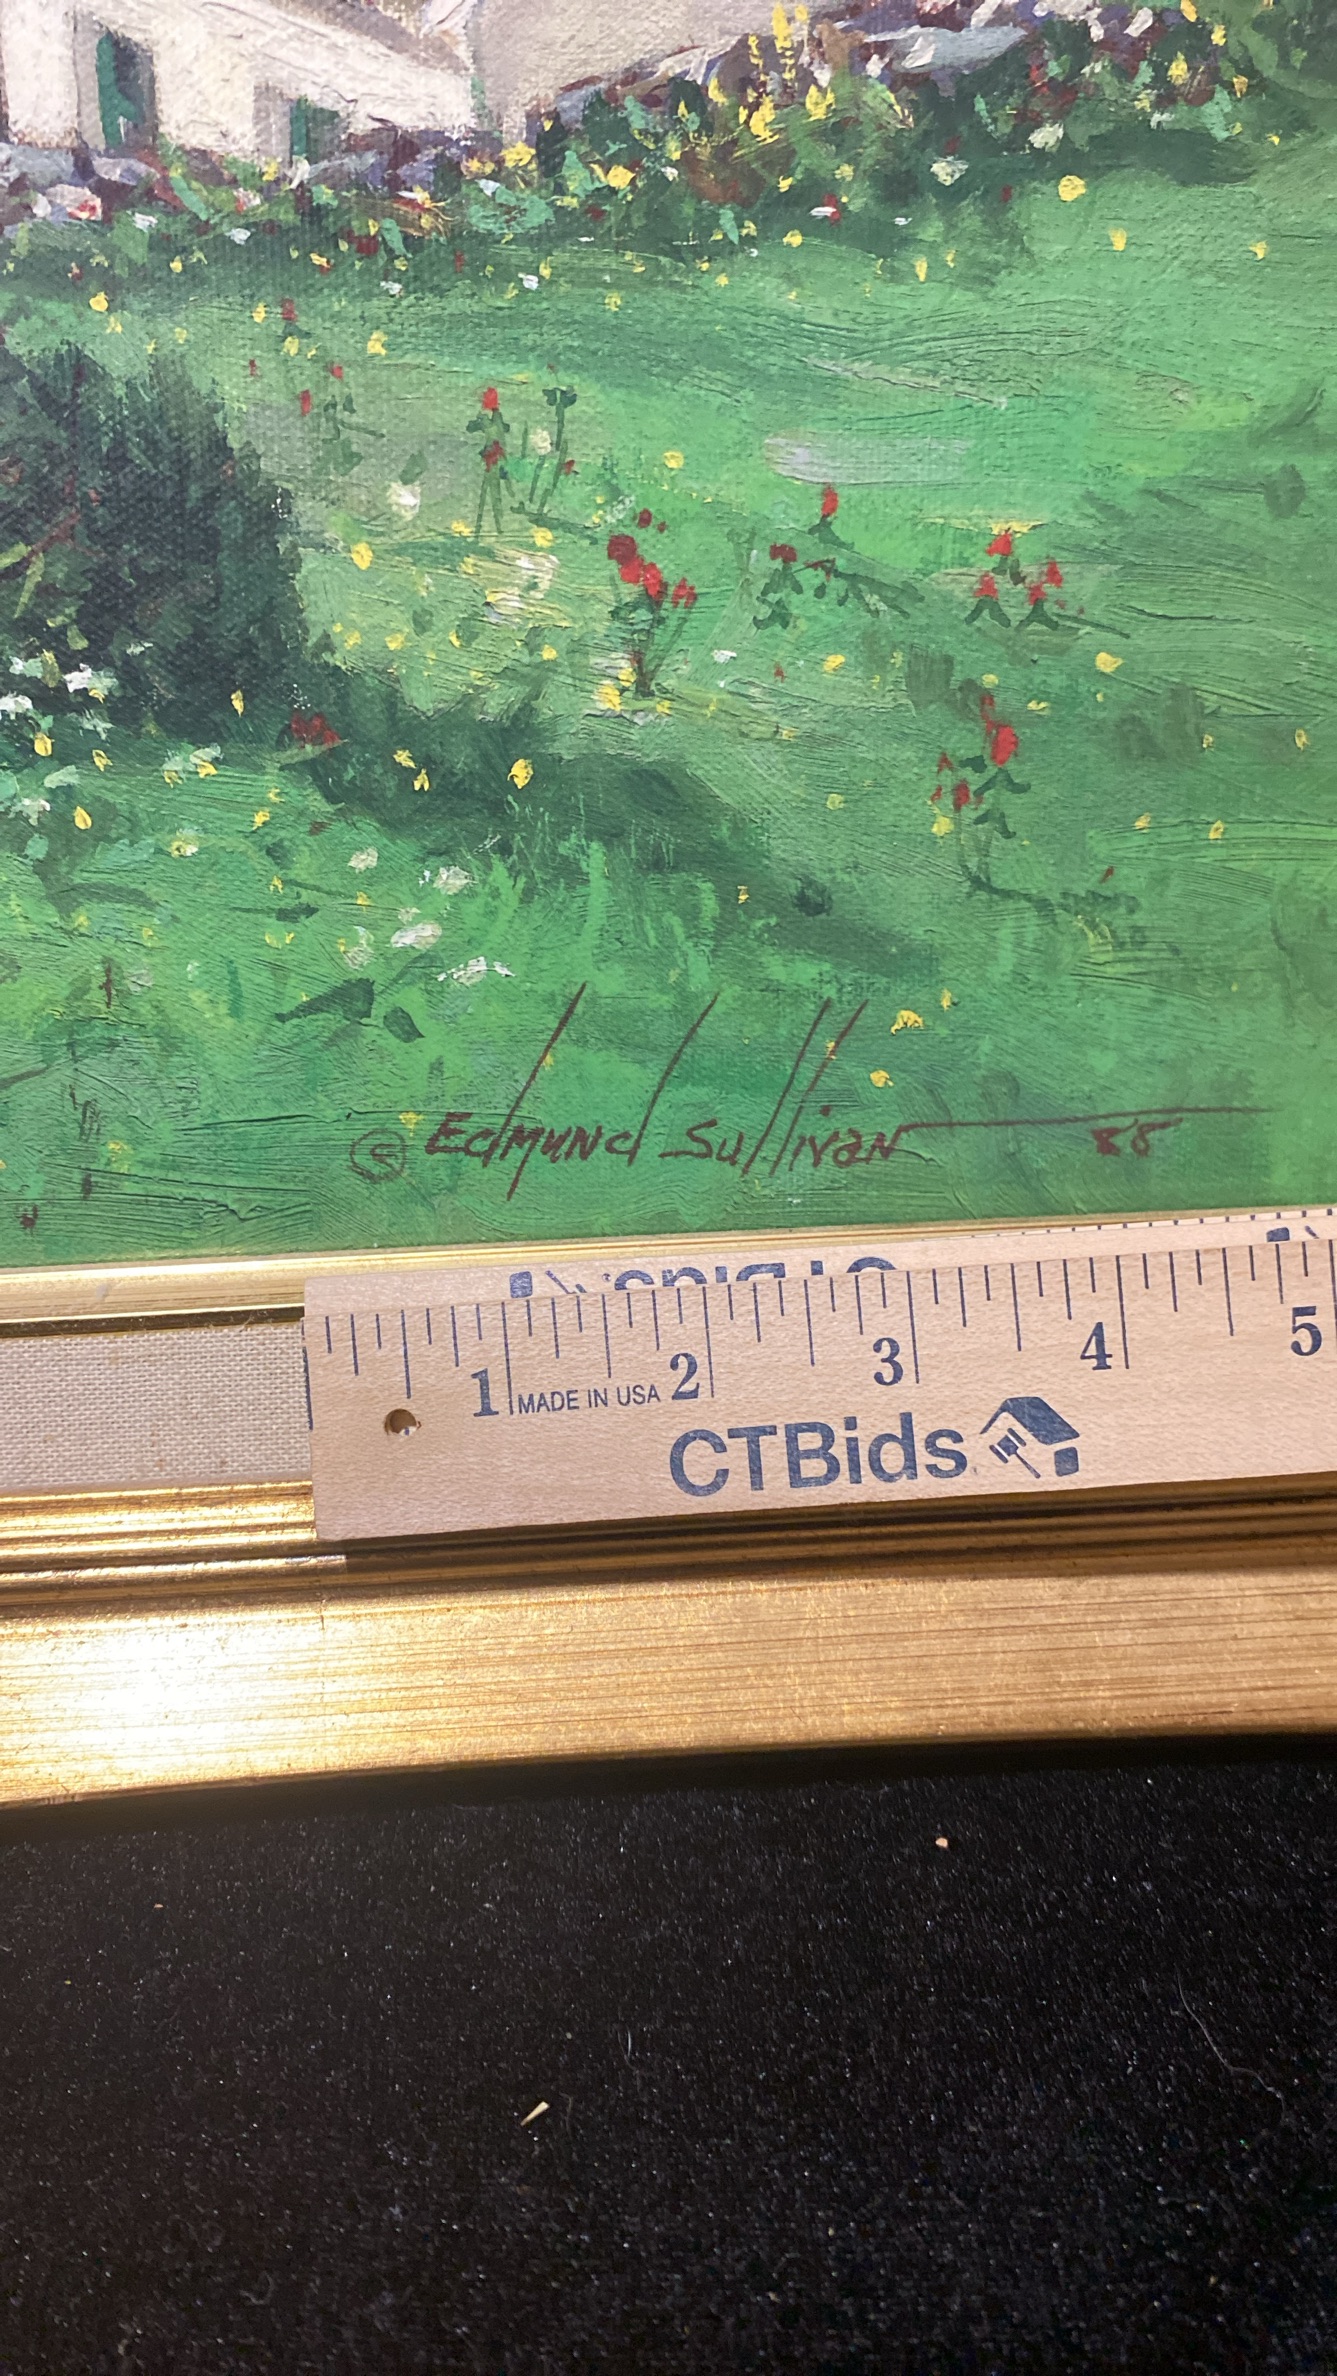 © Edmund Sullivan 88
1 2 3 4 5
MADE IN USA
CTBids